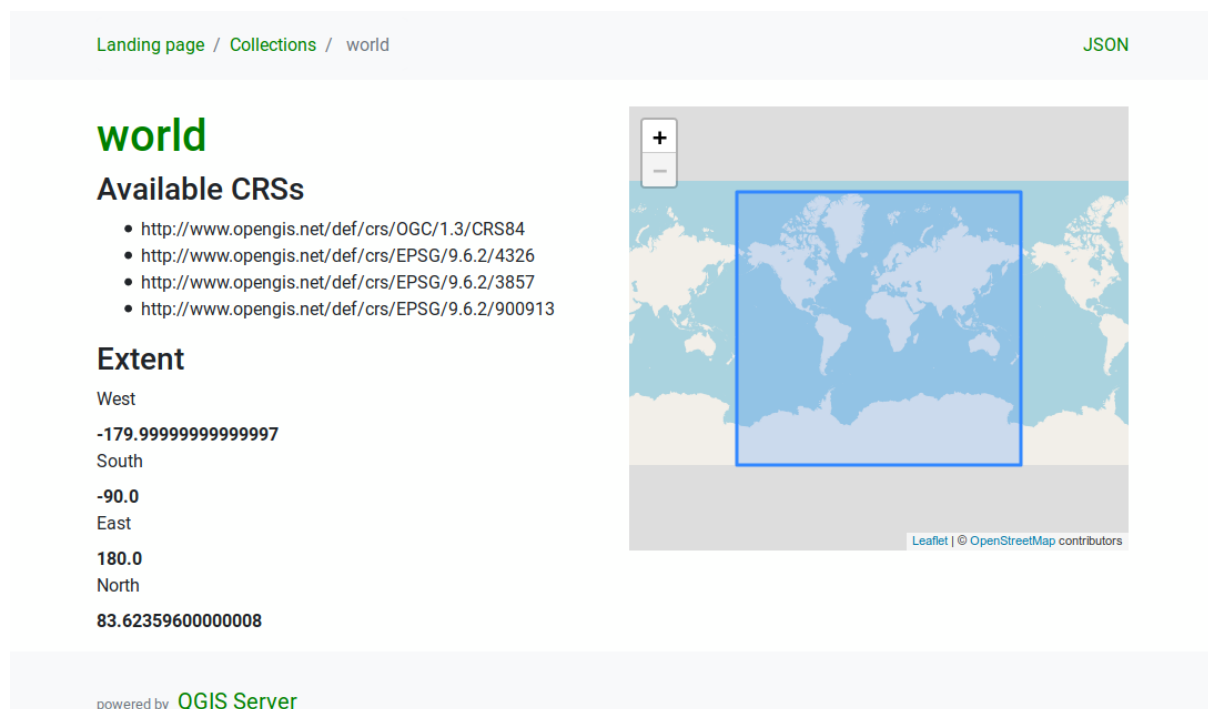 Landing page / Collections / world
JSON
world
Available CRSs
http://www.opengis.net/def/crs/OGC/1.3/CRS84
http://www.opengis.net/def/crs/EPSG/9.6.2/4326
http://www.opengis.net/def/crs/EPSG/9.6.2/3857
http://www.opengis.net/def/crs/EPSG/9.6.2/900913
Extent
West
-179.99999999999997
South
-90.0
East
180.0
North
83.62359600000008
+
−
Leaflet | © OpenStreetMap contributors
powered by QGIS Server